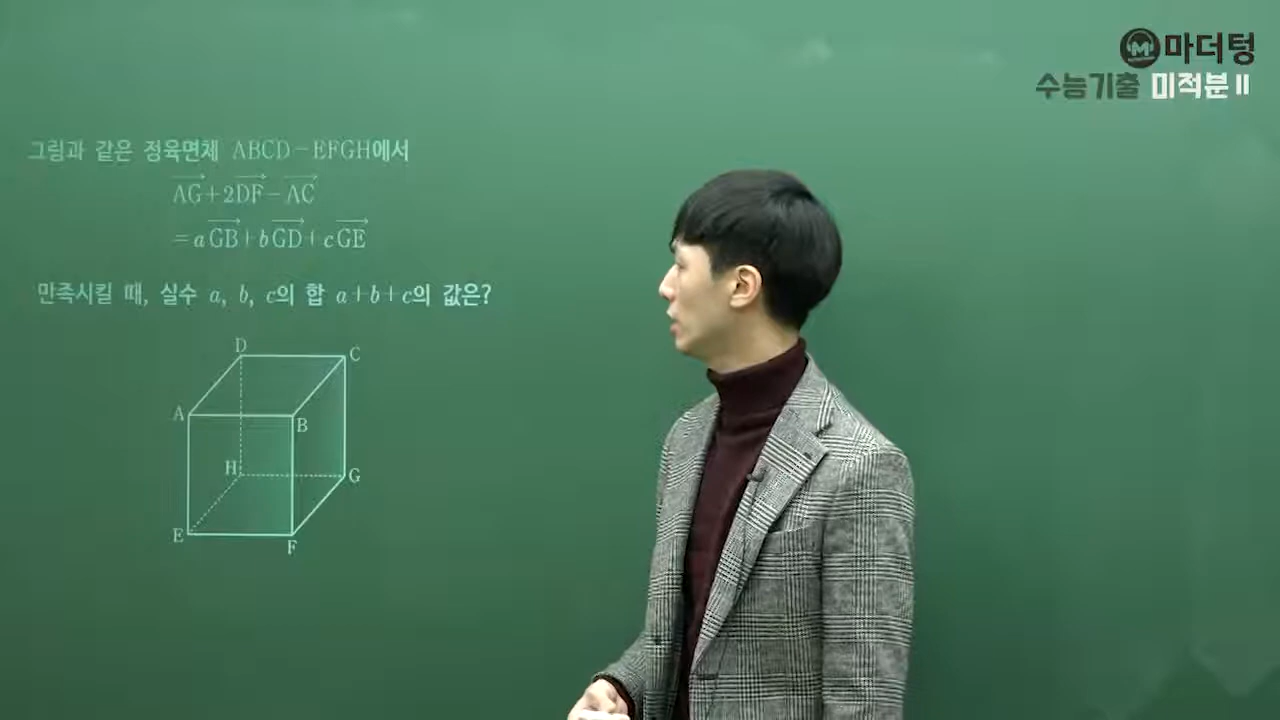 마더텅
수능기출 미적분 II
그림과 같은 정육면체 ABCD-EFGH에서
AG+2DF-AC
=aGB+bGD+cGE
만족시킬 때, 실수 a, b, c의 합 a+b+c의 값은?
D
C
A
B
H
G
E
F